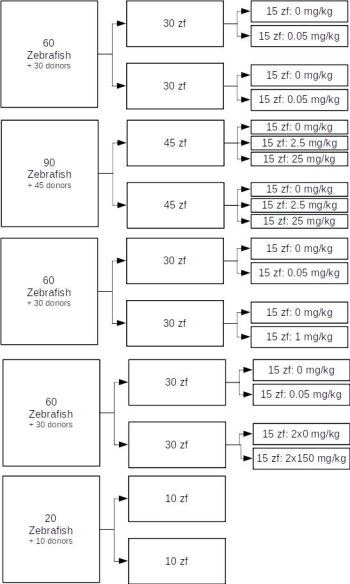 60
Zebrafish
+ 30 donors
30 zf
15 zf: 0 mg/kg
15 zf: 0.05 mg/kg
30 zf
15 zf: 0 mg/kg
15 zf: 0.05 mg/kg
90
Zebrafish
+ 45 donors
45 zf
15 zf: 0 mg/kg
15 zf: 2.5 mg/kg
15 zf: 25 mg/kg
45 zf
15 zf: 0 mg/kg
15 zf: 2.5 mg/kg
15 zf: 25 mg/kg
60
Zebrafish
+ 30 donors
30 zf
15 zf: 0 mg/kg
15 zf: 0.05 mg/kg
30 zf
15 zf: 0 mg/kg
15 zf: 1 mg/kg
60
Zebrafish
+ 30 donors
30 zf
15 zf: 0 mg/kg
15 zf: 0.05 mg/kg
30 zf
15 zf: 2x0 mg/kg
15 zf: 2x150 mg/kg
20
Zebrafish
+ 10 donors
10 zf
10 zf